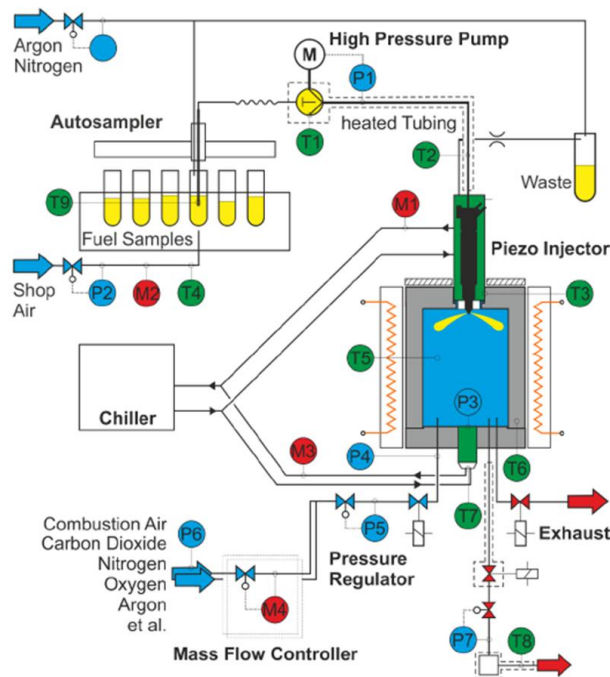 Argon
Nitrogen
M
High Pressure Pump
P1
heated Tubing
T1
Autosampler
T2
Waste
T9
Fuel Samples
M1
Piezo Injector
Shop
Air
P2
M2
T4
T3
T5
Chiller
P3
M3
P4
T6
T7
Combustion Air
Carbon Dioxide
Nitrogen
Oxygen
Argon
et al.
P6
P5
Pressure
Regulator
Exhaust
M4
Mass Flow Controller
P7
T8